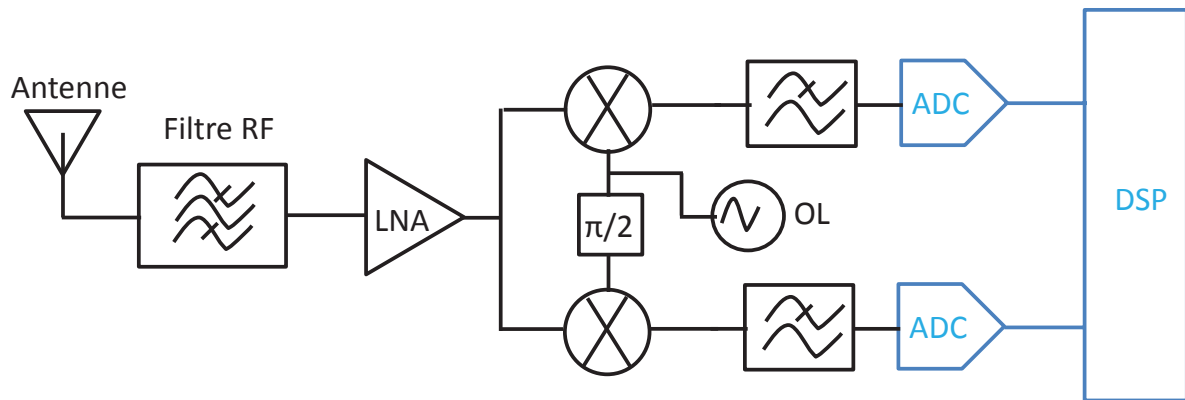 Antenne
Filtre RF
LNA
π/2
OL
ADC
ADC
DSP